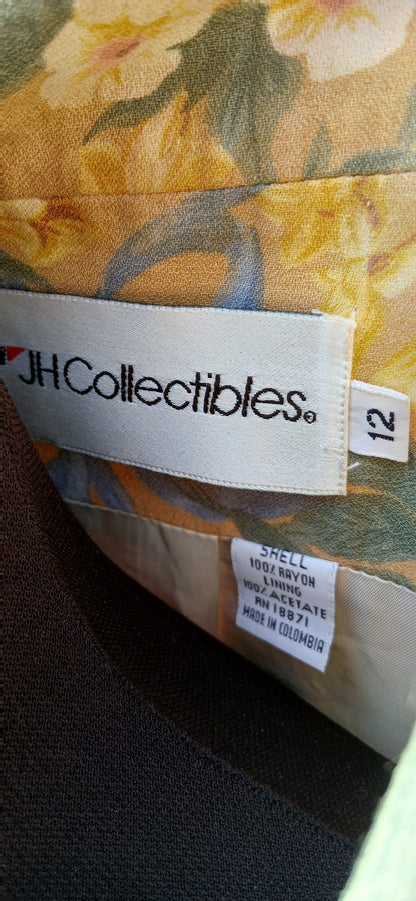 JH Collectibles®
12
SHELL
100% RAYON
LINING
100% ACETATE
RN 18871
MADE IN COLOMBIA